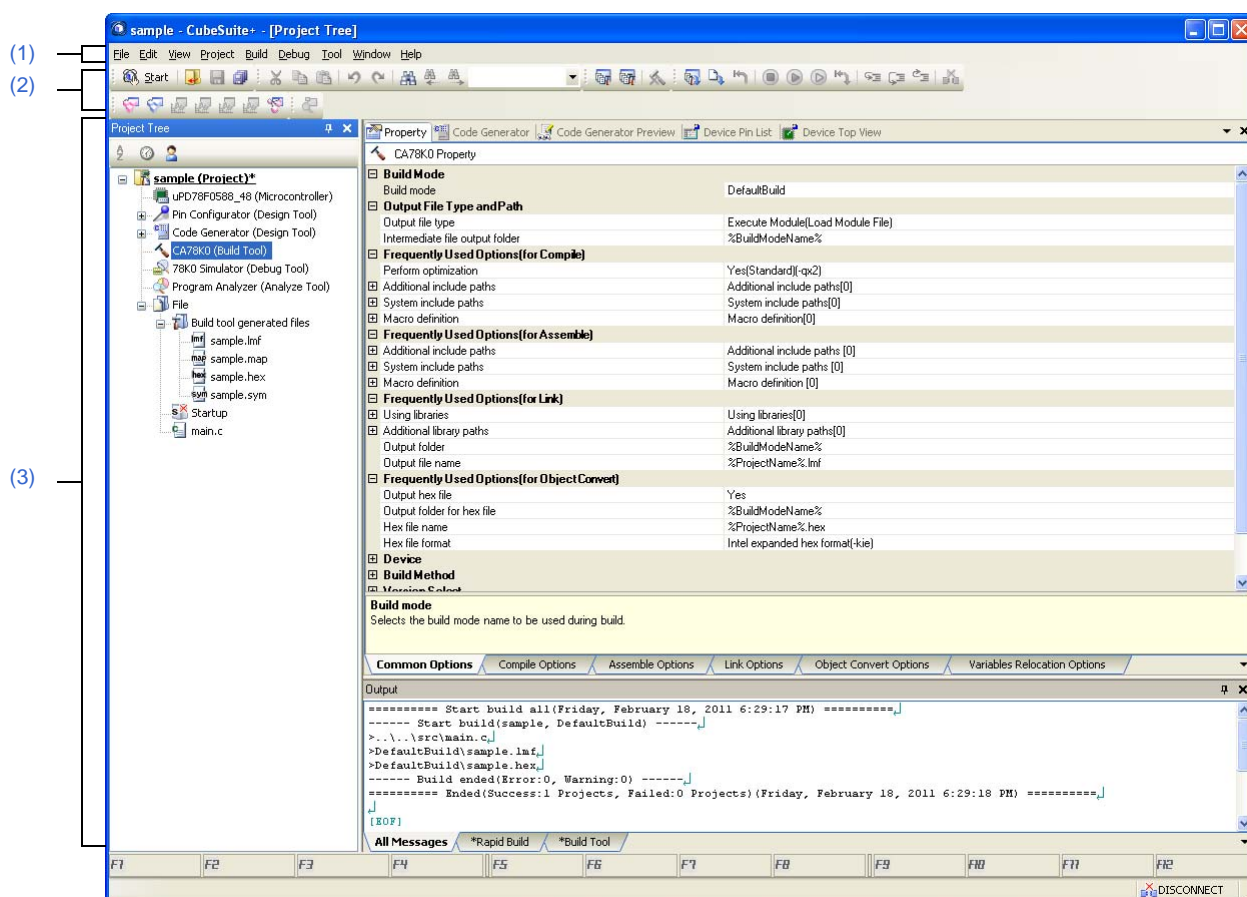 sample - CubeSuite+ - [Project Tree]
(1)
File Edit View Project Build Debug Tool Window Help
(2)
Start
Project Tree
Property Code Generator Code Generator Preview Device Pin List Device Top View
CA78K0 Property
sample (Project)*
uPD78F0588_48 (Microcontroller)
Pin Configurator (Design Tool)
Code Generator (Design Tool)
CA78K0 (Build Tool)
78K0 Simulator (Debug Tool)
Program Analyzer (Analyze Tool)
File
Build tool generated files
lmf sample.lmf
map sample.map
hex sample.hex
sym sample.sym
Startup
main.c
(3)
Build Mode
Build mode DefaultBuild
Output File Type and Path
Output file type Execute Module(Load Module File)
Intermediate file output folder %BuildModeName%
Frequently Used Options(for Compile)
Perform optimization Yes(Standard)(-qx2)
Additional include paths Additional include paths[0]
System include paths System include paths[0]
Macro definition Macro definition[0]
Frequently Used Options(for Assemble)
Additional include paths Additional include paths [0]
System include paths System include paths [0]
Macro definition Macro definition [0]
Frequently Used Options(for Link)
Using libraries Using libraries[0]
Additional library paths Additional library paths[0]
Output folder %BuildModeName%
Output file name %ProjectName%.lmf
Frequently Used Options(for Object Convert)
Output hex file Yes
Output folder for hex file %BuildModeName%
Hex file name %ProjectName%.hex
Hex file format Intel expanded hex format(-kie)
Device
Build Method
Version Select
Build mode
Selects the build mode name to be used during build.
Common Options Compile Options Assemble Options Link Options Object Convert Options Variables Relocation Options
Output
========== Start build all(Friday, February 18, 2011 6:29:17 PM) ==========
------ Start build(sample, DefaultBuild) ------
>..\..\src\main.c
>DefaultBuild\sample.lmf
>DefaultBuild\sample.hex
------ Build ended(Error:0, Warning:0) ------
========== Ended(Success:1 Projects, Failed:0 Projects)(Friday, February 18, 2011 6:29:18 PM) ==========
[EOF]
All Messages *Rapid Build *Build Tool
F1 F2 F3 F4 F5 F6 F7 F8 F9 F10 F11 F12
DISCONNECT